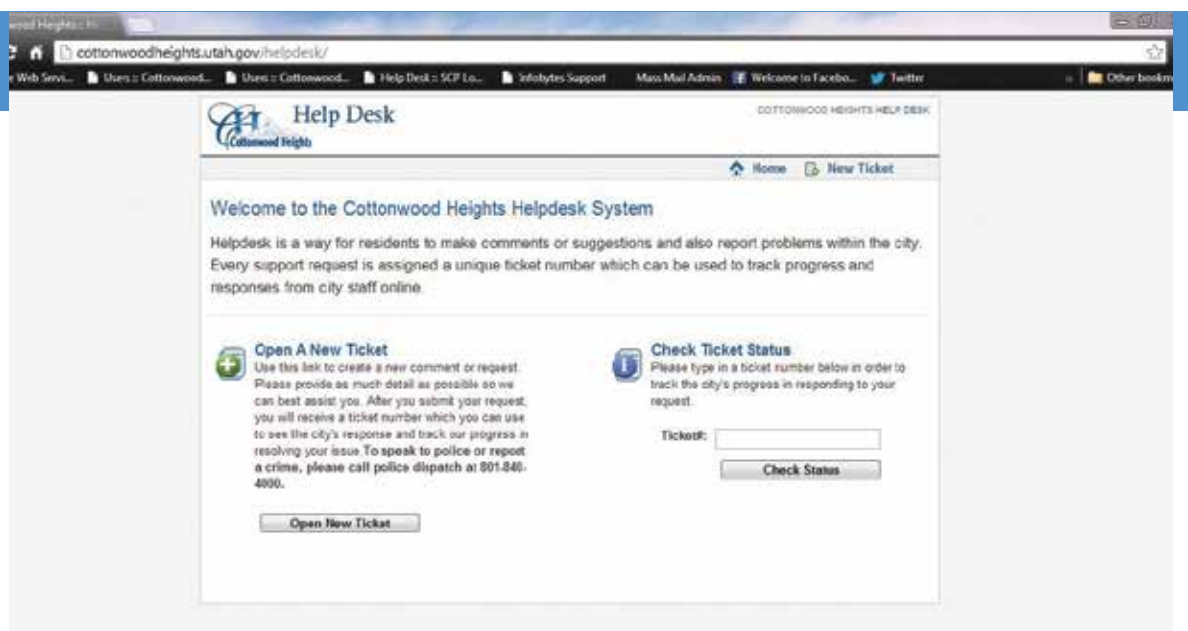 wood Heights :: H
cottonwoodheights.utah.gov/helpdesk/
e Web Servi... Users :: Cottonwood... Users :: Cottonwood... Help Desk :: SCP Lo... Infobytes Support Mass Mail Admin Welcome to Facebo... Twitter » Other bookm
Help Desk
Cottonwood Heights
COTTONWOOD HEIGHTS HELP DESK
Home New Ticket
Welcome to the Cottonwood Heights Helpdesk System
Helpdesk is a way for residents to make comments or suggestions and also report problems within the city.
Every support request is assigned a unique ticket number which can be used to track progress and
responses from city staff online.
Open A New Ticket
Use this link to create a new comment or request.
Please provide as much detail as possible so we
can best assist you. After you submit your request,
you will receive a ticket number which you can use
to see the city's response and track our progress in
resolving your issue. To speak to police or report
a crime, please call police dispatch at 801-840-
4000.
Open New Ticket
Check Ticket Status
Please type in a ticket number below in order to
track the city's progress in responding to your
request.
Ticket#:
Check Status